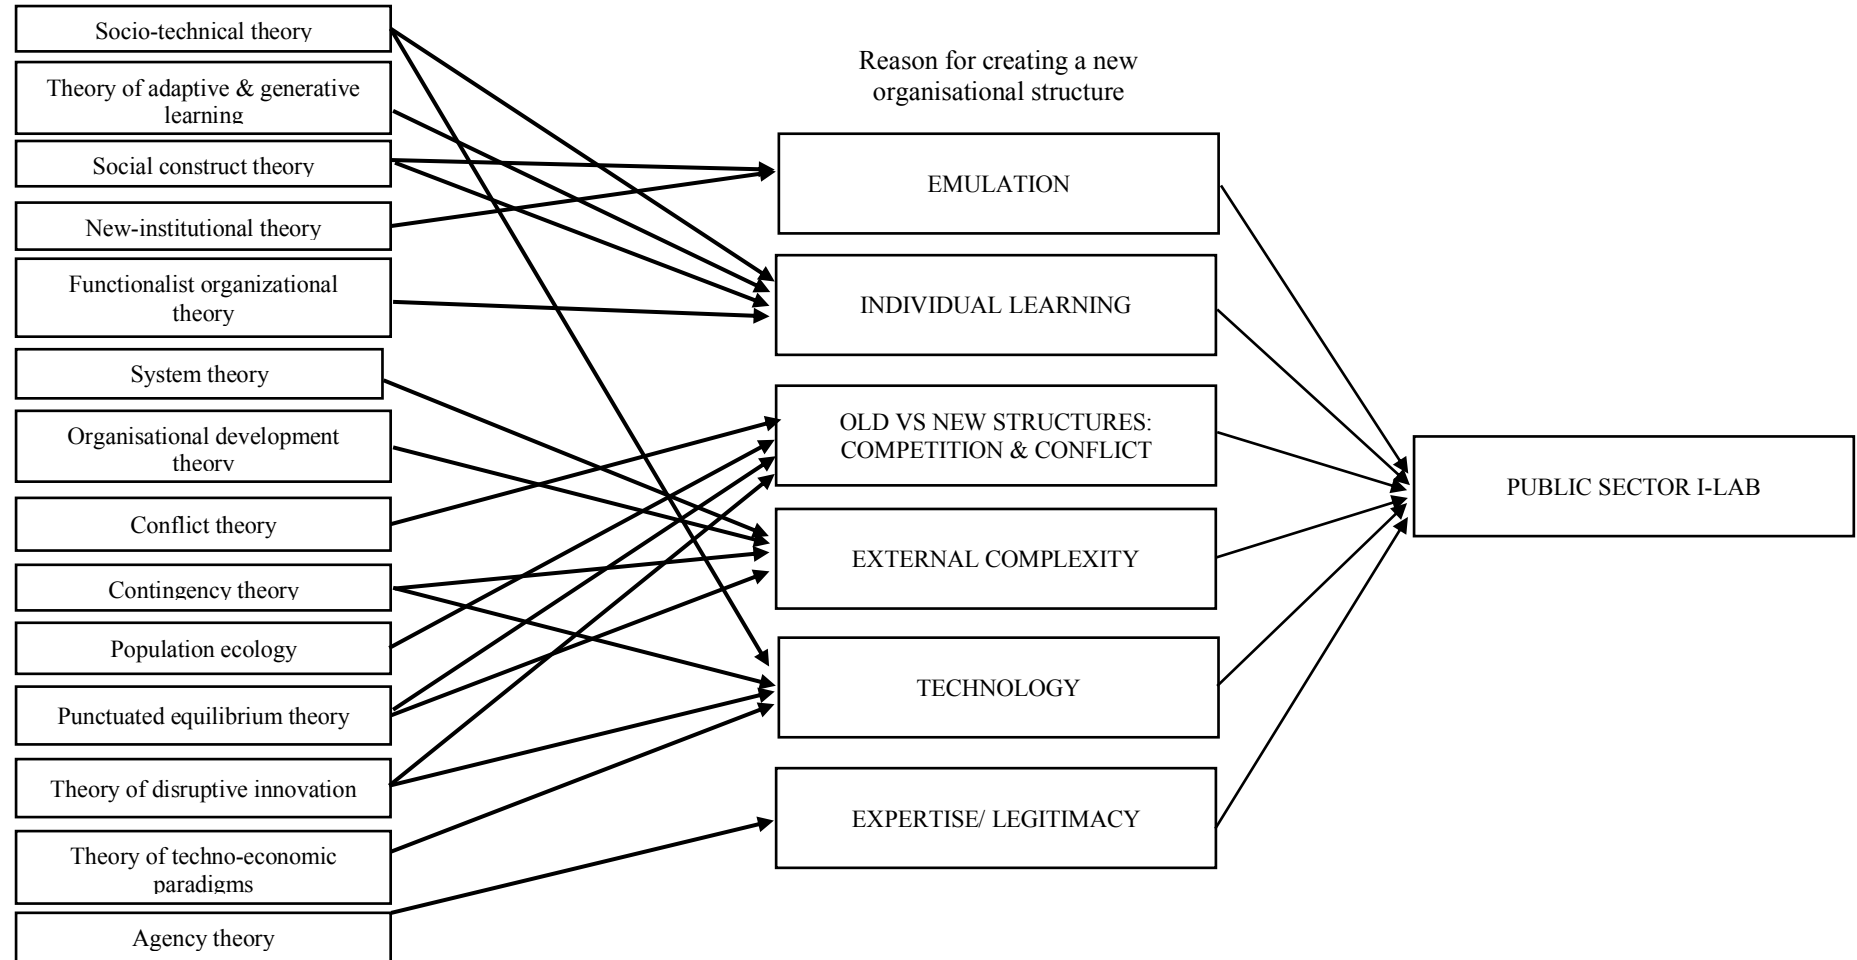 Socio-technical theory
Theory of adaptive & generative
learning
Social construct theory
New-institutional theory
Functionalist organizational
theory
System theory
Organisational development
theory
Conflict theory
Contingency theory
Population ecology
Punctuated equilibrium theory
Theory of disruptive innovation
Theory of techno-economic
paradigms
Agency theory
Reason for creating a new
organisational structure
EMULATION
INDIVIDUAL LEARNING
OLD VS NEW STRUCTURES:
COMPETITION & CONFLICT
EXTERNAL COMPLEXITY
TECHNOLOGY
EXPERTISE/ LEGITIMACY
PUBLIC SECTOR I-LAB